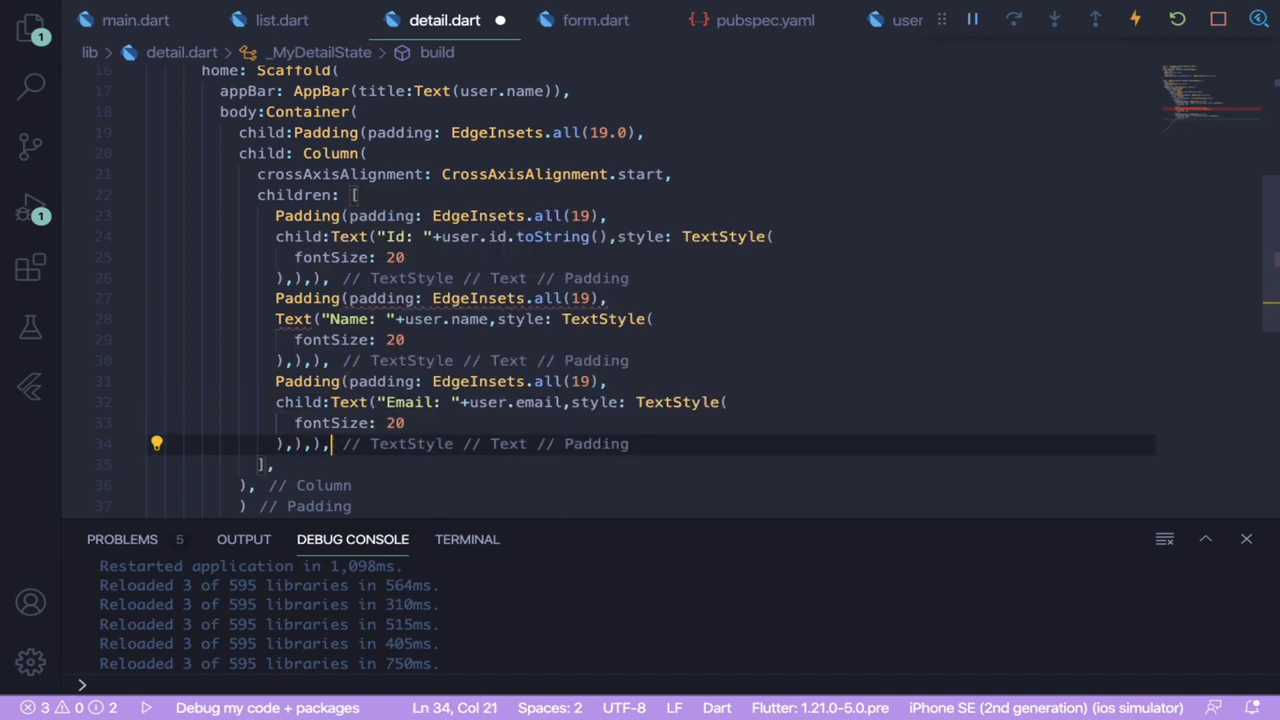 main.dart list.dart detail.dart form.dart pubspec.yaml user
1
lib > detail.dart > _MyDetailState > build
16 home: Scaffold(
17 appBar: AppBar(title:Text(user.name)),
18 body:Container(
19 child:Padding(padding: EdgeInsets.all(19.0),
20 child: Column(
21 crossAxisAlignment: CrossAxisAlignment.start,
22 children: [
1
23 Padding(padding: EdgeInsets.all(19),
24 child:Text("Id: "+user.id.toString(),style: TextStyle(
25 fontSize: 20
26 ),),), // TextStyle // Text // Padding
27 Padding(padding: EdgeInsets.all(19),
28 Text("Name: "+user.name,style: TextStyle(
29 fontSize: 20
30 ),),), // TextStyle // Text // Padding
31 Padding(padding: EdgeInsets.all(19),
32 child:Text("Email: "+user.email,style: TextStyle(
33 fontSize: 20
34 ),),), // TextStyle // Text // Padding
35 ],
36 ), // Column
37 ) // Padding
PROBLEMS 5 OUTPUT DEBUG CONSOLE TERMINAL
Restarted application in 1,098ms.
Reloaded 3 of 595 libraries in 564ms.
Reloaded 3 of 595 libraries in 310ms.
Reloaded 3 of 595 libraries in 515ms.
Reloaded 3 of 595 libraries in 405ms.
Reloaded 3 of 595 libraries in 750ms.
>
3 0 2 Debug my code + packages Ln 34, Col 21 Spaces: 2 UTF-8 LF Dart Flutter: 1.21.0-5.0.pre iPhone SE (2nd generation) (ios simulator)